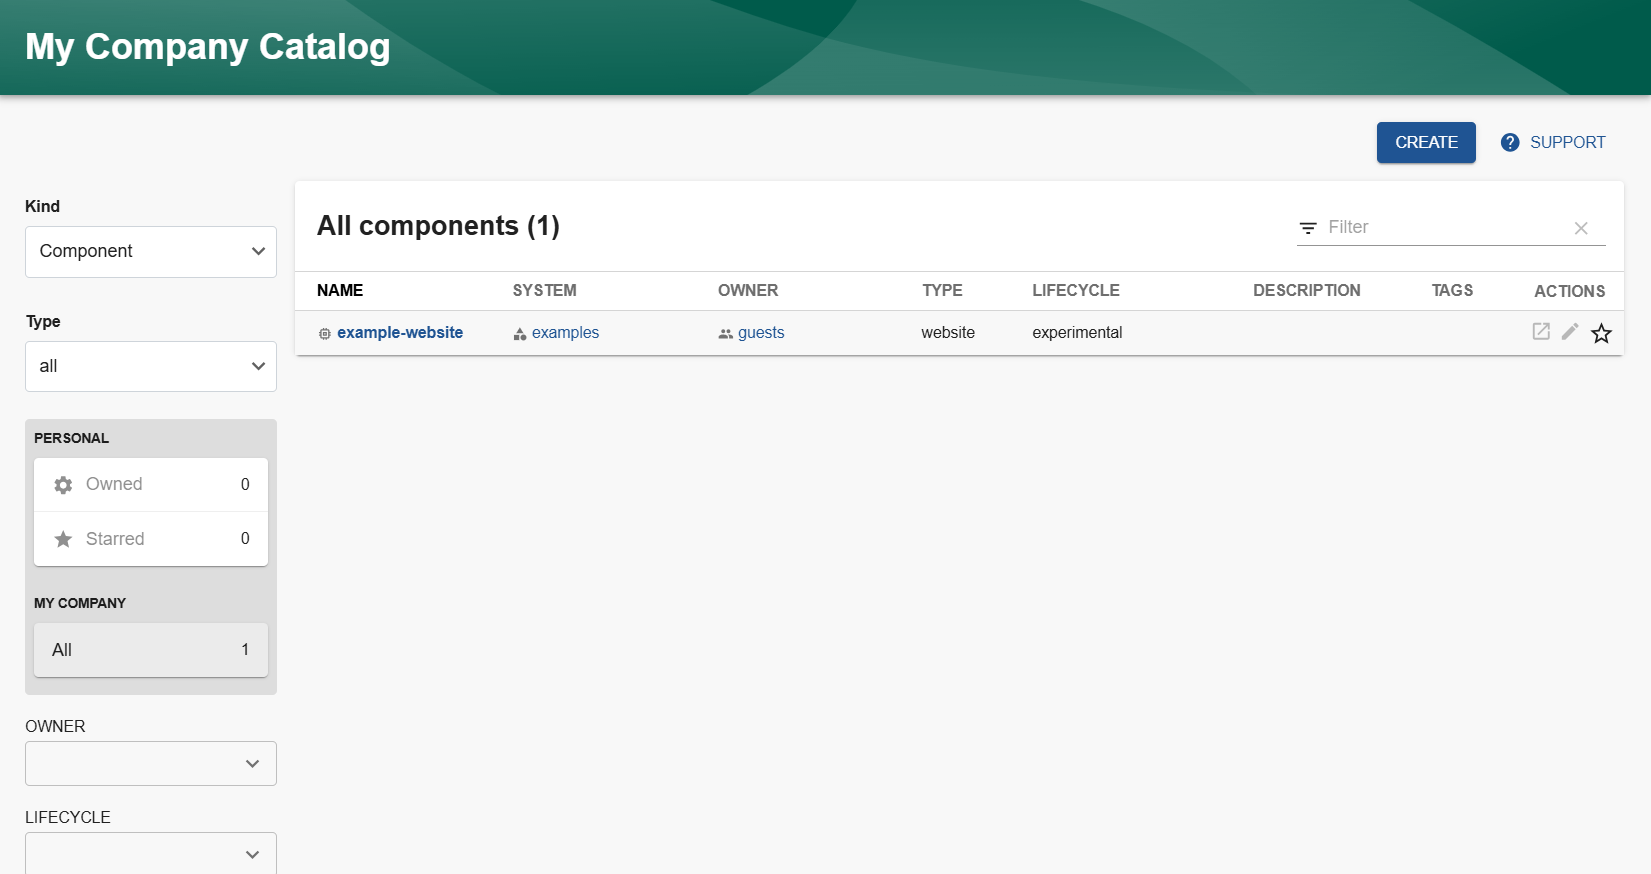 My Company Catalog
CREATE
? SUPPORT
Kind
Component
Type
all
PERSONAL
Owned 0
Starred 0
MY COMPANY
All 1
OWNER
LIFECYCLE
All components (1)
Filter
NAME SYSTEM OWNER TYPE LIFECYCLE DESCRIPTION TAGS ACTIONS
example-website examples guests website experimental